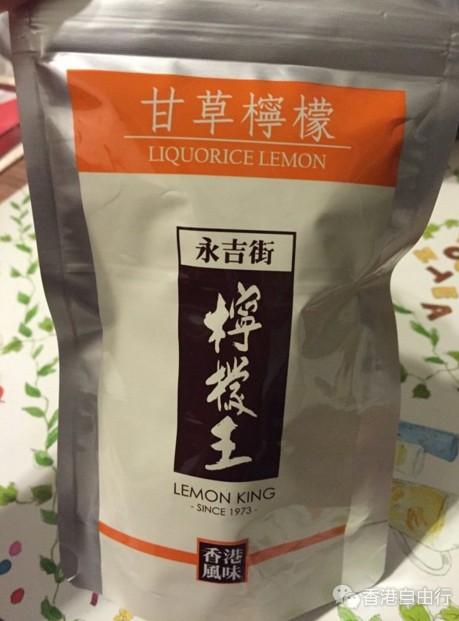 甘草檸檬
LIQUORICE LEMON
永吉街
檸檬王
LEMON KING
- SINCE 1973 -
香港
風味
香港自由行